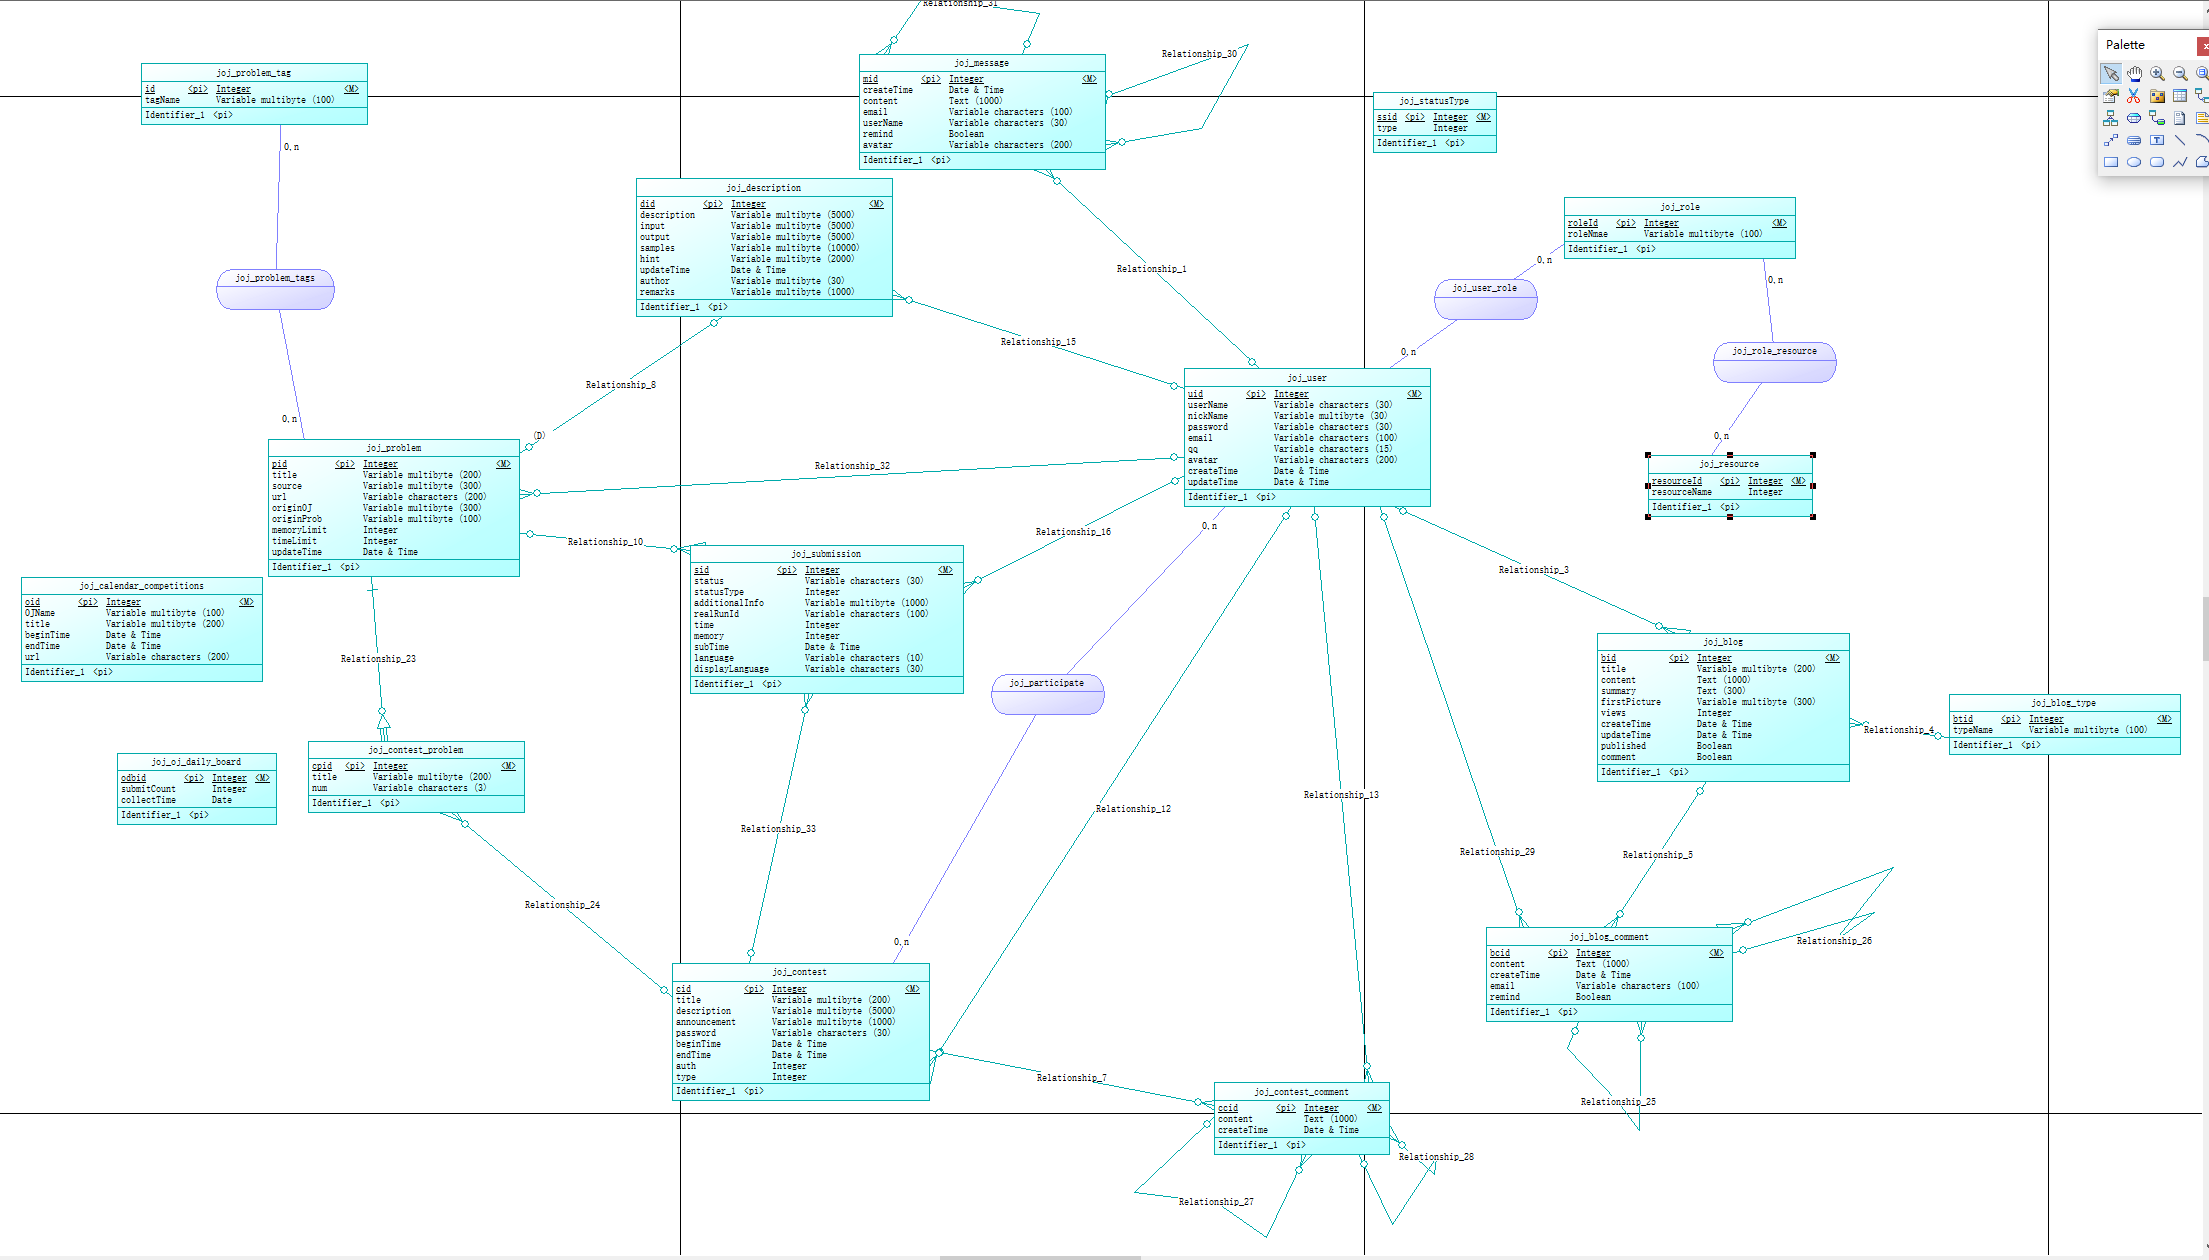 Relationship_31
Palette
joj_problem_tag
id <pi> Integer <M>
tagName Variable multibyte (100)
Identifier_1 <pi>
0,n
joj_problem_tags
0,n
joj_message
mid <pi> Integer <M>
createTime Date & Time
content Text (1000)
email Variable characters (100)
userName Variable characters (30)
remind Boolean
avatar Variable characters (200)
Identifier_1 <pi>
Relationship_30
joj_statusType
ssid <pi> Integer <M>
type Integer
Identifier_1 <pi>
joj_description
did <pi> Integer <M>
description Variable multibyte (5000)
input Variable multibyte (5000)
output Variable multibyte (5000)
samples Variable multibyte (10000)
hint Variable multibyte (2000)
updateTime Date & Time
author Variable multibyte (30)
remarks Variable multibyte (1000)
Identifier_1 <pi>
Relationship_1
Relationship_15
Relationship_8
(D)
joj_role
roleId <pi> Integer <M>
roleNmae Variable multibyte (100)
Identifier_1 <pi>
0,n
joj_user_role
0,n
0,n
joj_role_resource
0,n
joj_resource
resourceId <pi> Integer <M>
resourceName Integer
Identifier_1 <pi>
joj_user
uid <pi> Integer <M>
userName Variable characters (30)
nickName Variable multibyte (30)
password Variable characters (30)
email Variable characters (100)
qq Variable characters (15)
avatar Variable characters (200)
createTime Date & Time
updateTime Date & Time
Identifier_1 <pi>
joj_problem
pid <pi> Integer <M>
title Variable multibyte (200)
source Variable multibyte (300)
url Variable characters (200)
originOJ Variable multibyte (300)
originProb Variable multibyte (100)
memoryLimit Integer
timeLimit Integer
updateTime Date & Time
Identifier_1 <pi>
Relationship_32
Relationship_16
Relationship_10
0,n
Relationship_3
joj_submission
sid <pi> Integer <M>
status Variable characters (30)
statusType Integer
additionalInfo Variable multibyte (1000)
realRunId Variable characters (100)
time Integer
memory Integer
subTime Date & Time
language Variable characters (10)
displayLanguage Variable characters (30)
Identifier_1 <pi>
joj_calendar_competitions
oid <pi> Integer <M>
OJName Variable multibyte (100)
title Variable multibyte (200)
beginTime Date & Time
endTime Date & Time
url Variable characters (200)
Identifier_1 <pi>
Relationship_23
joj_participate
0,n
joj_blog
bid <pi> Integer <M>
title Variable multibyte (200)
content Text (1000)
summary Text (300)
firstPicture Variable multibyte (300)
views Integer
createTime Date & Time
updateTime Date & Time
published Boolean
comment Boolean
Identifier_1 <pi>
Relationship_4
joj_blog_type
btid <pi> Integer <M>
typeName Variable multibyte (100)
Identifier_1 <pi>
joj_oj_daily_board
odbid <pi> Integer <M>
submitCount Integer
collectTime Date
Identifier_1 <pi>
joj_contest_problem
cpid <pi> Integer <M>
title Variable multibyte (200)
num Variable characters (3)
Identifier_1 <pi>
Relationship_33
Relationship_12
Relationship_13
Relationship_29
Relationship_5
Relationship_24
joj_blog_comment
bcid <pi> Integer <M>
content Text (1000)
createTime Date & Time
email Variable characters (100)
remind Boolean
Identifier_1 <pi>
Relationship_26
Relationship_25
joj_contest
cid <pi> Integer <M>
title Variable multibyte (200)
description Variable multibyte (5000)
announcement Variable multibyte (1000)
password Variable characters (30)
beginTime Date & Time
endTime Date & Time
auth Integer
type Integer
Identifier_1 <pi>
Relationship_7
joj_contest_comment
ccid <pi> Integer <M>
content Text (1000)
createTime Date & Time
Identifier_1 <pi>
Relationship_28
Relationship_27